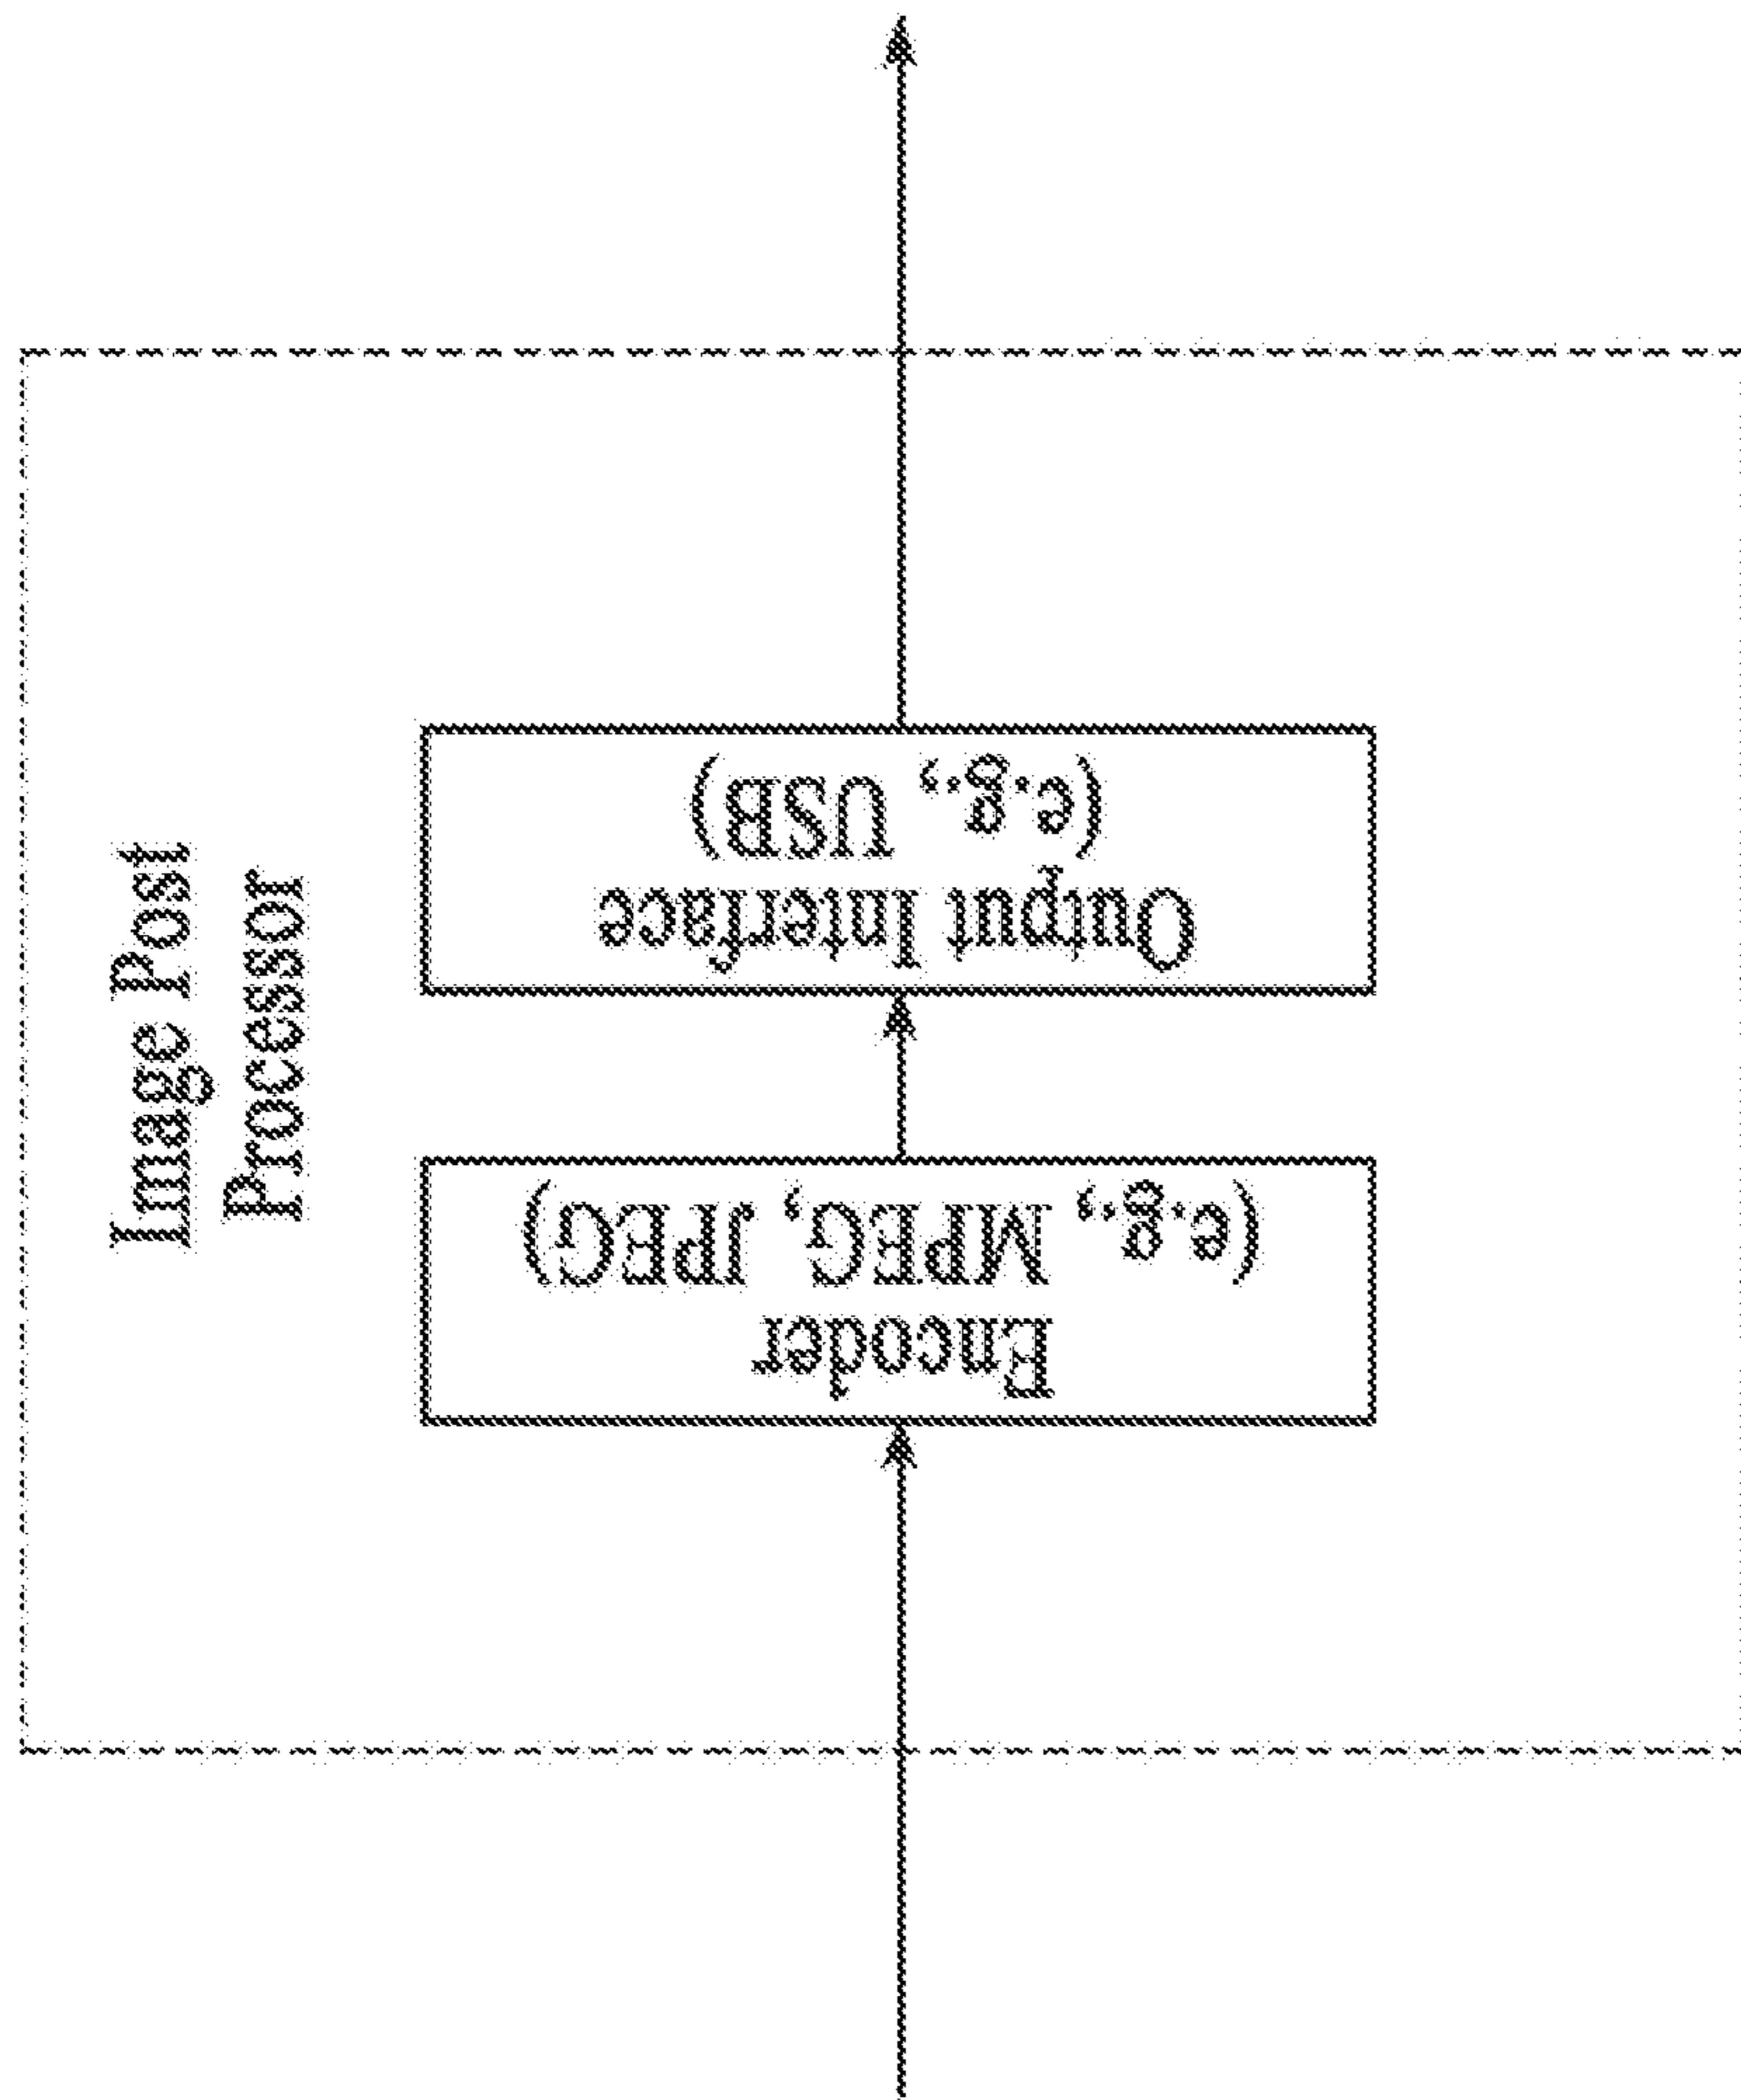 Image Post
Processor
Encoder
(e.g., MPEG, JPEG)
Output Interface
(e.g., USB)